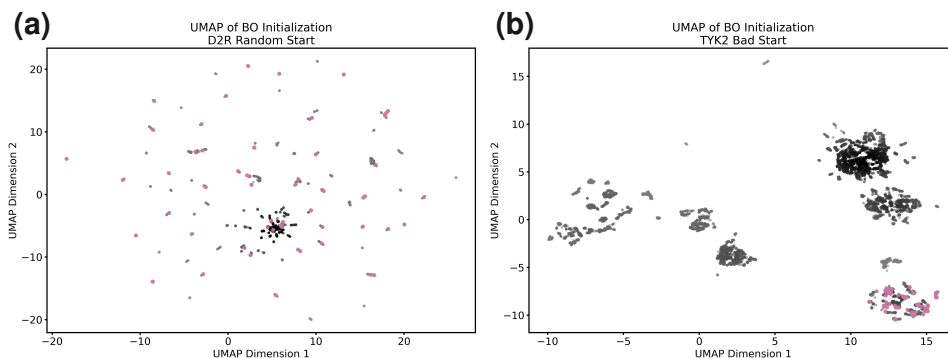 (a)
UMAP of BO Initialization
D2R Random Start
UMAP Dimension 2
20
10
0
−10
−20
−20
−10
0
10
20
UMAP Dimension 1
(b)
UMAP of BO Initialization
TYK2 Bad Start
UMAP Dimension 2
15
10
5
0
−5
−10
−10
−5
0
5
10
15
UMAP Dimension 1